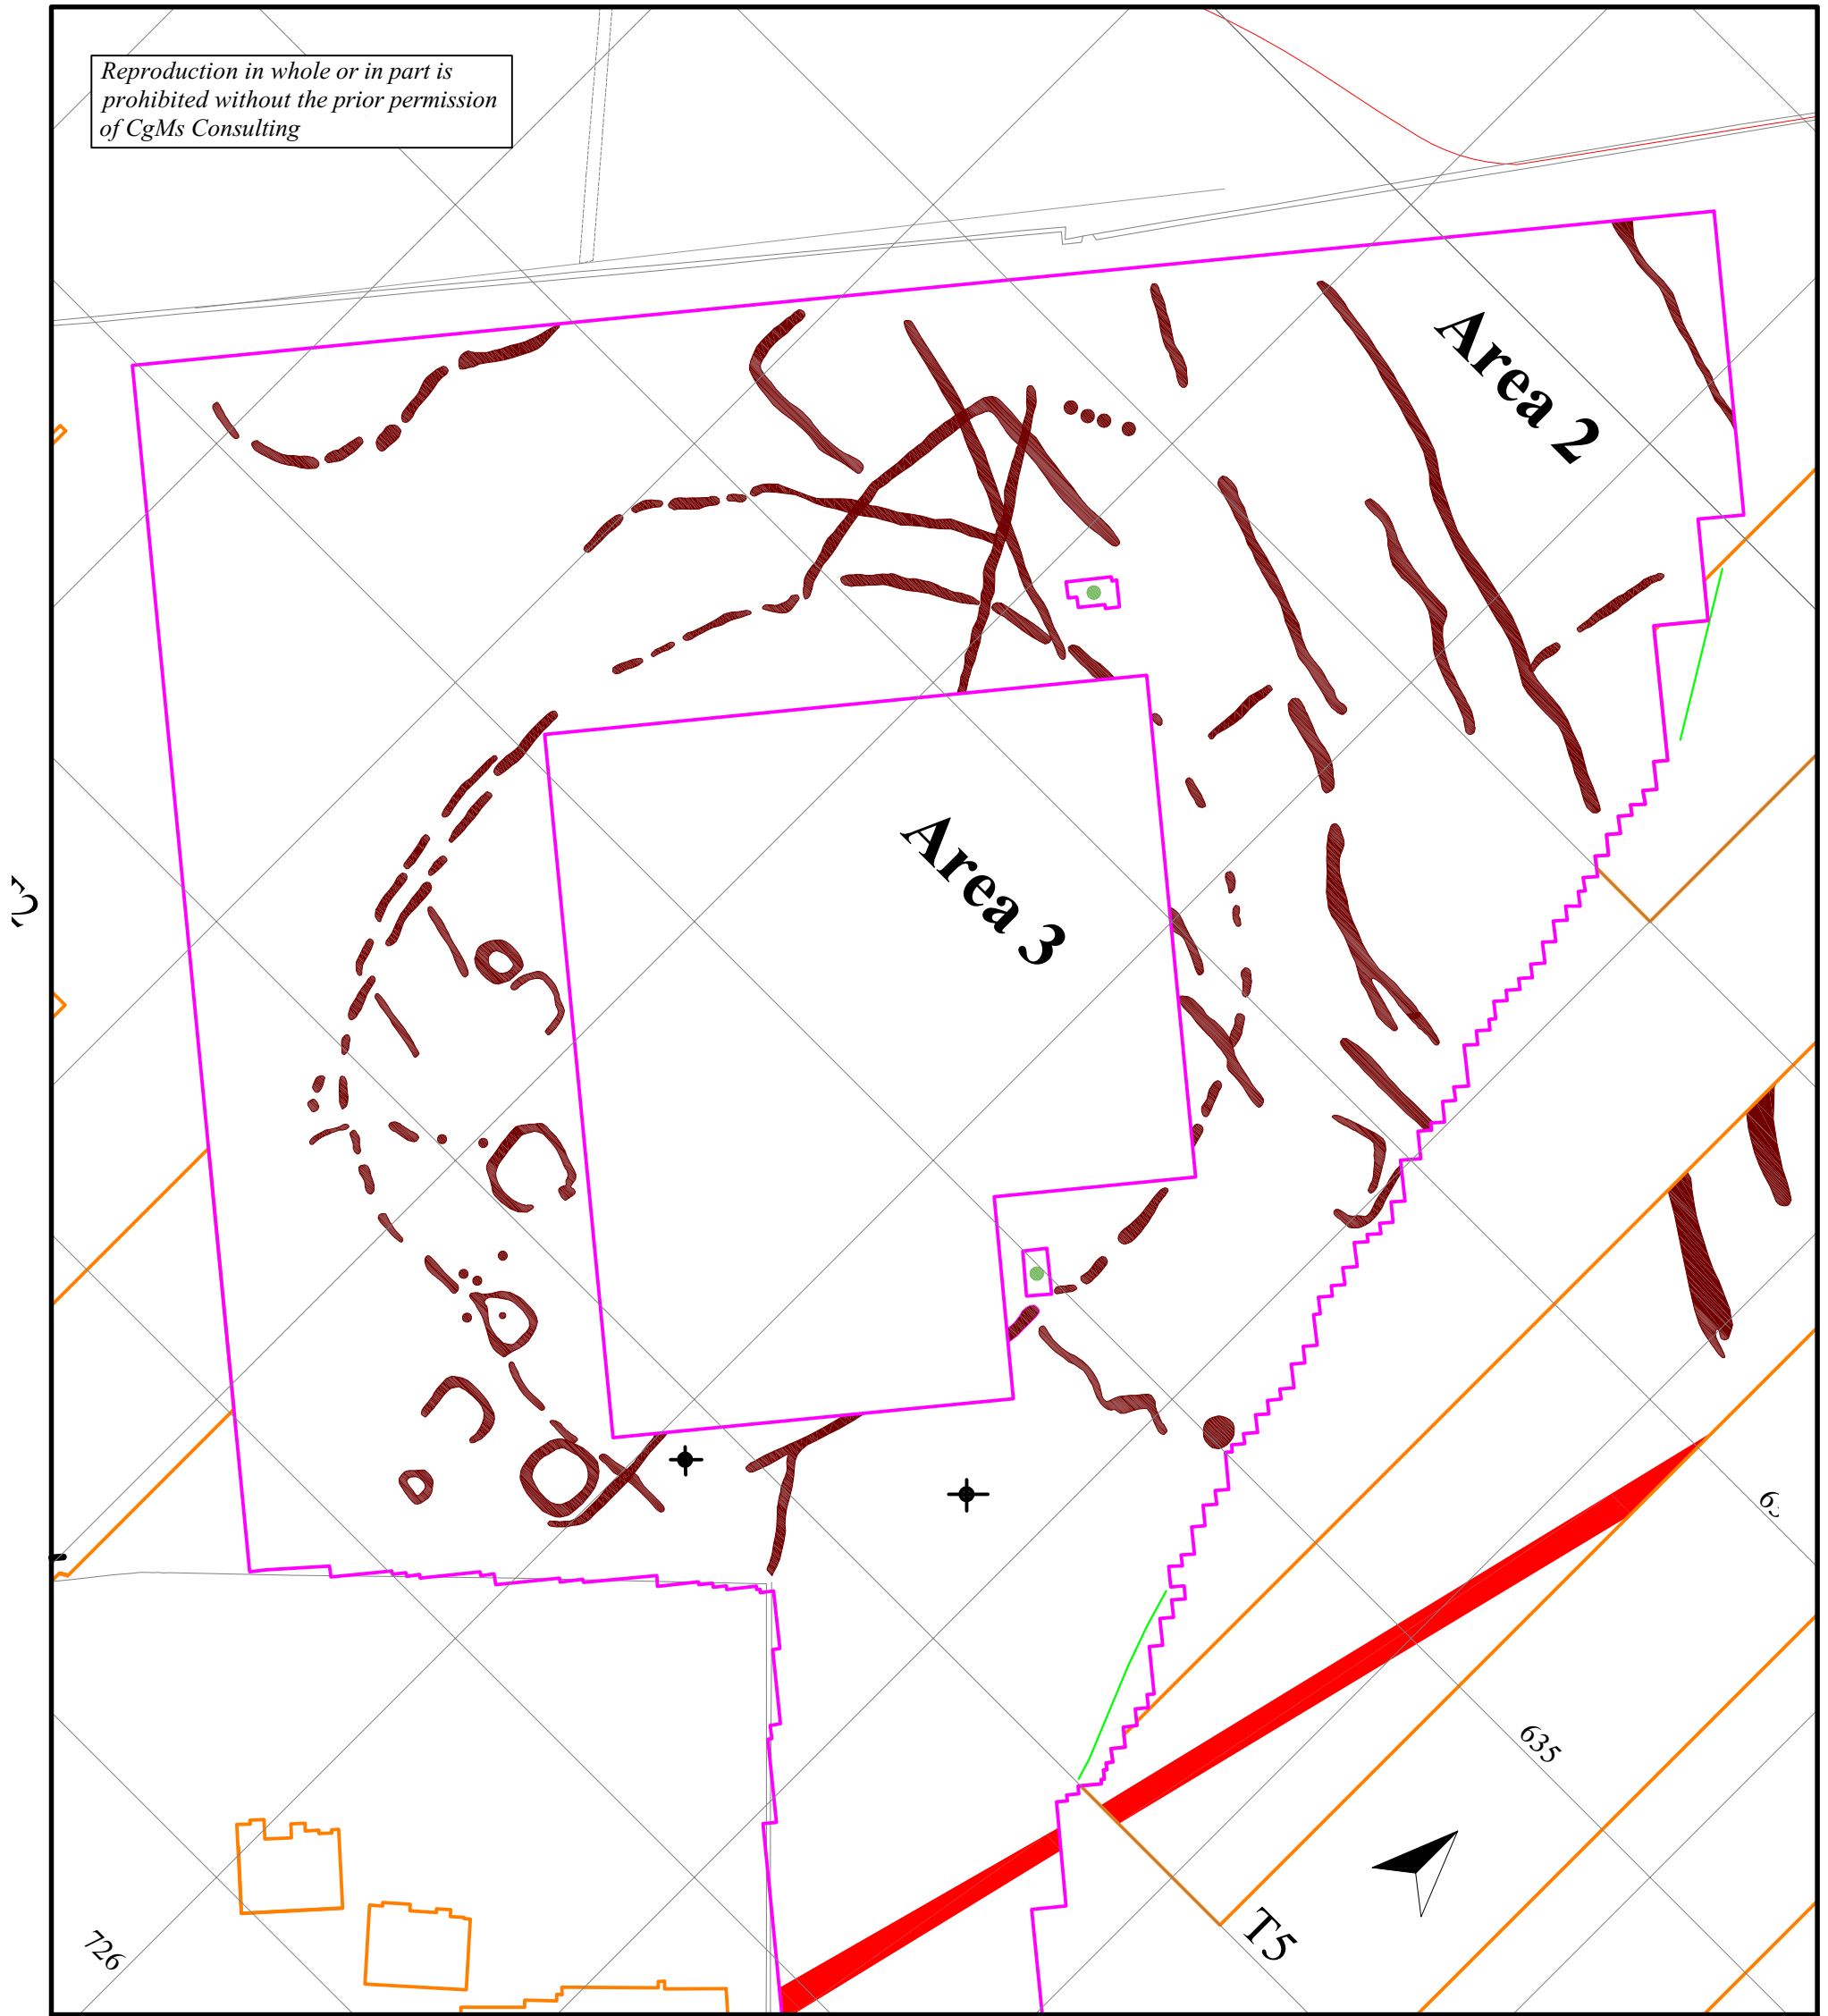 Reproduction in whole or in part is
prohibited without the prior permission
of CgMs Consulting
Area 2
Area 3
2
635
T5
726